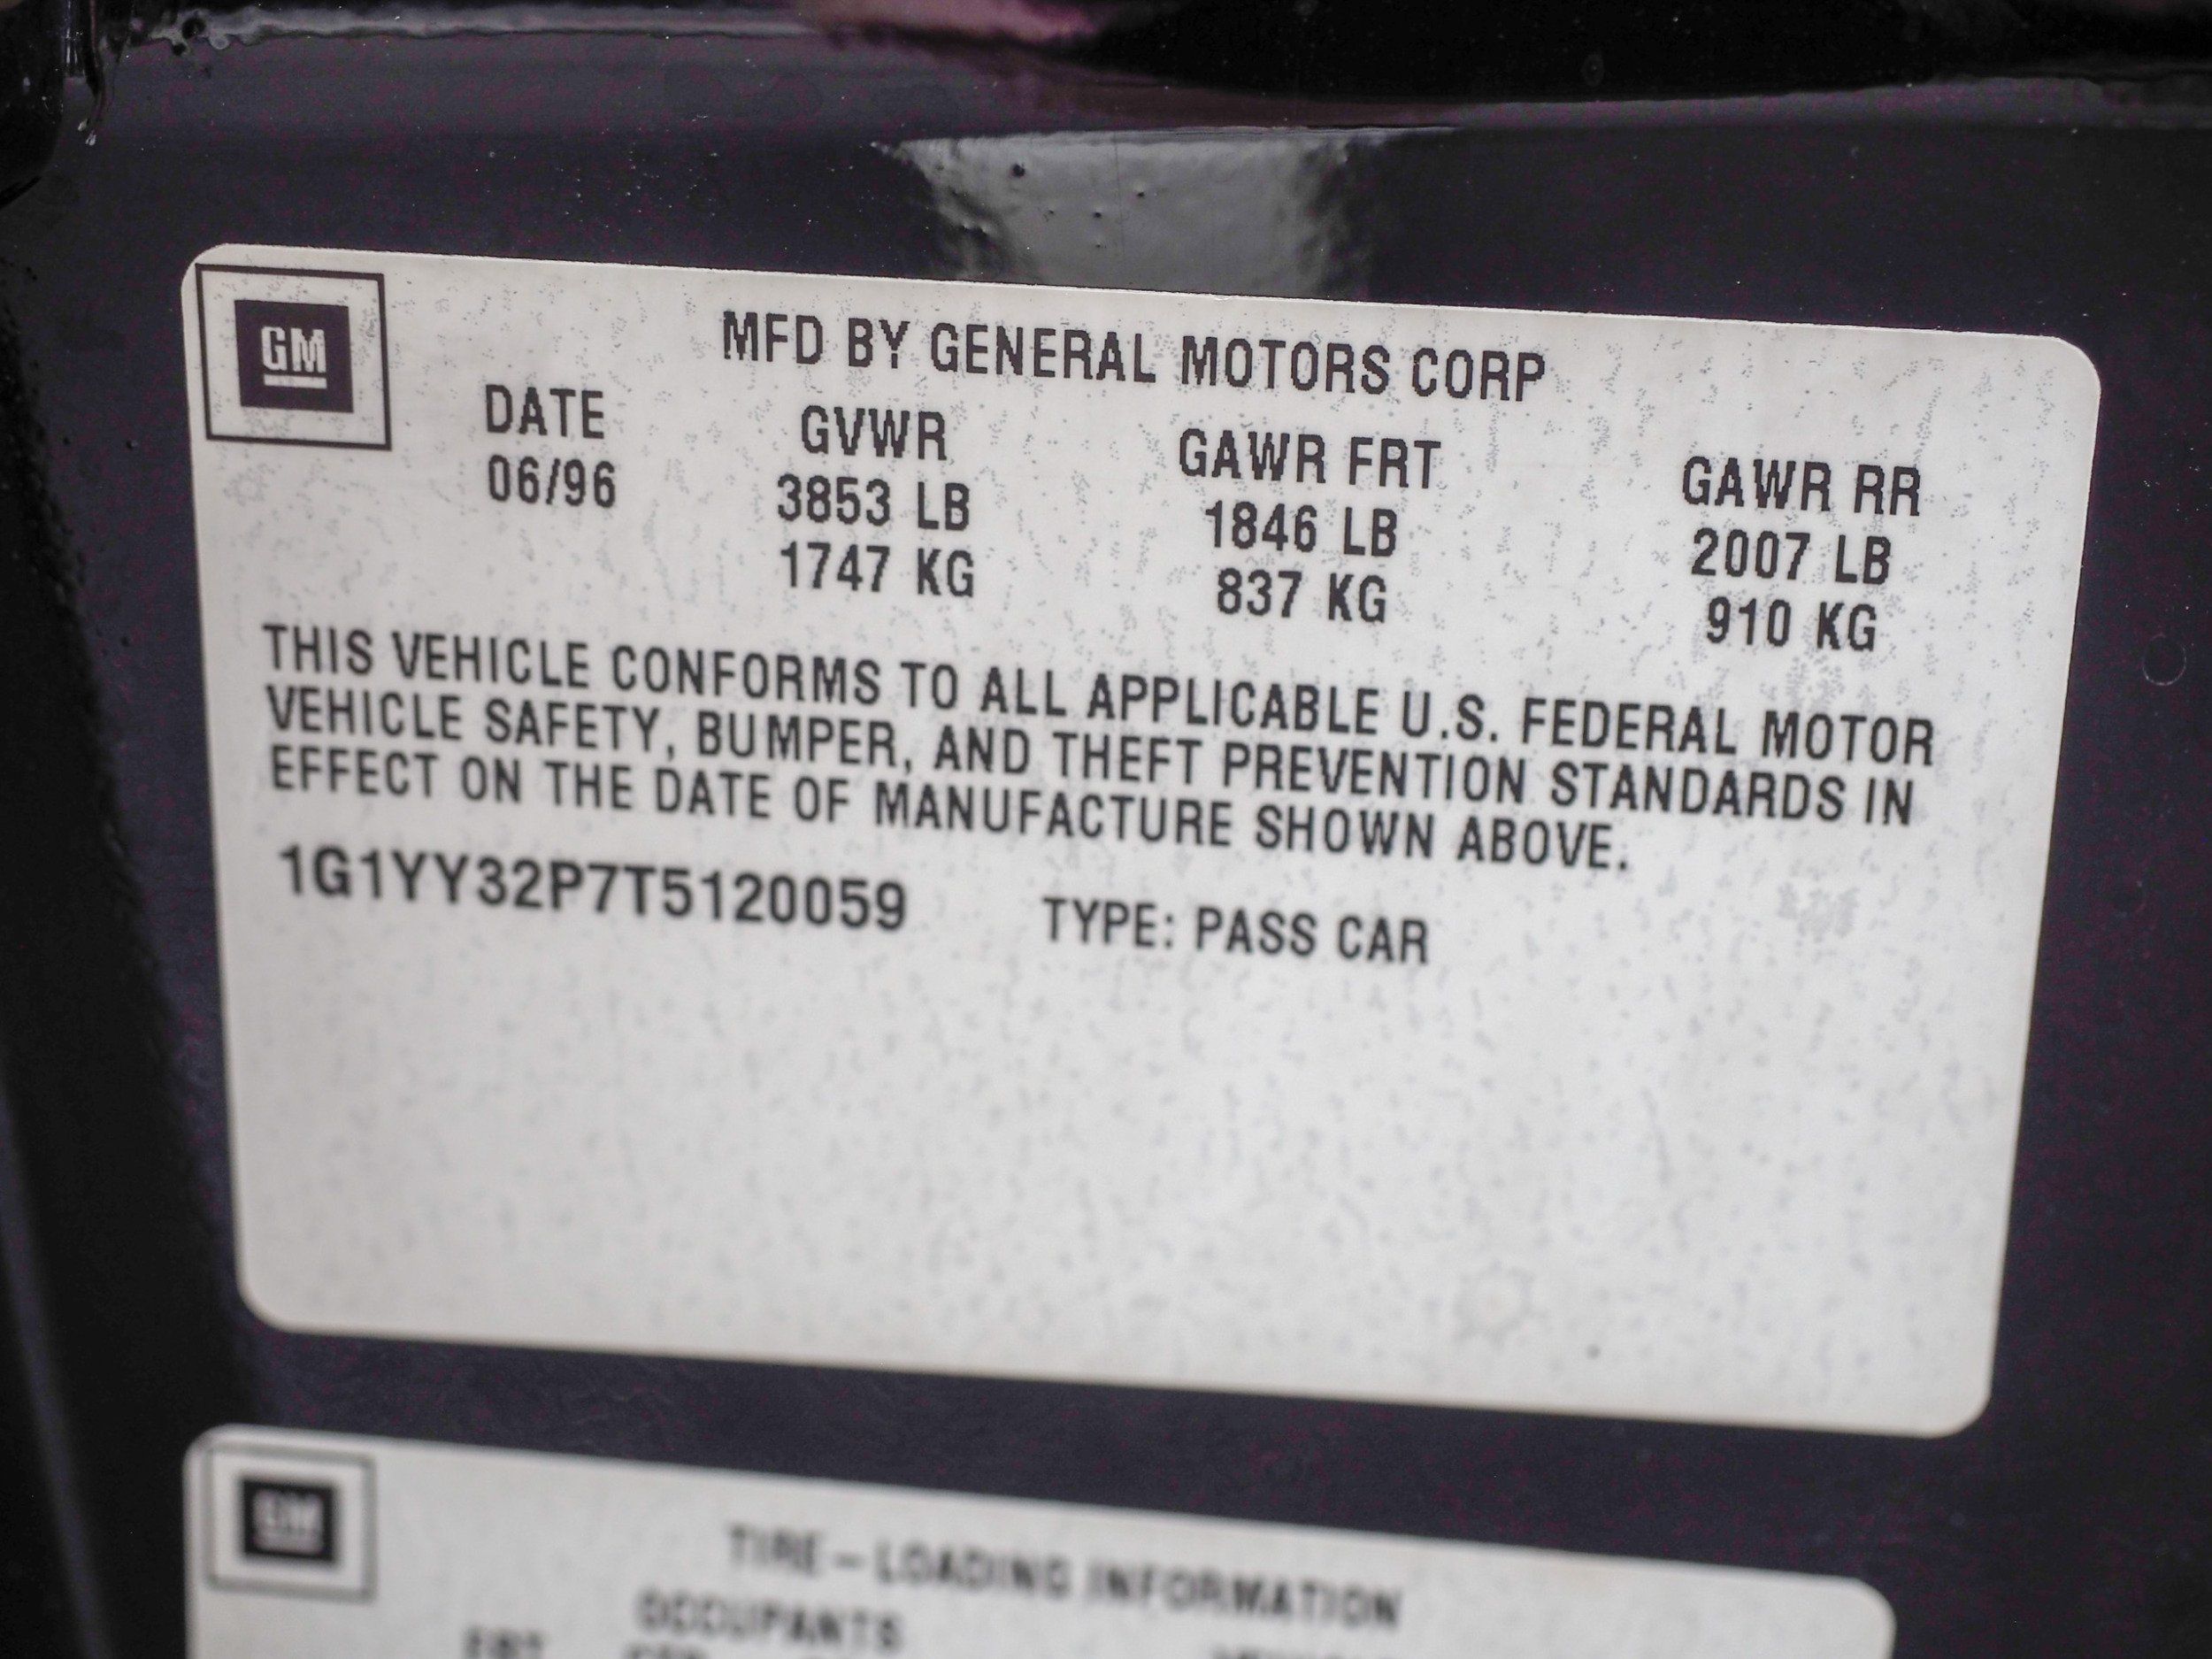 GM
MFD BY GENERAL MOTORS CORP
DATE GVWR GAWR FRT GAWR RR
06/96 3853 LB 1846 LB 2007 LB
1747 KG 837 KG 910 KG
THIS VEHICLE CONFORMS TO ALL APPLICABLE U.S. FEDERAL MOTOR
VEHICLE SAFETY, BUMPER, AND THEFT PREVENTION STANDARDS IN
EFFECT ON THE DATE OF MANUFACTURE SHOWN ABOVE.
1G1YY32P7T5120059 TYPE: PASS CAR
GM
TIRE – LOADING INFORMATION
OCCUPANTS
FRT